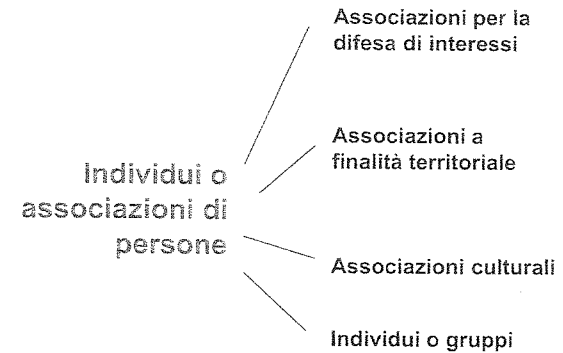 Individui o
associazioni di
persone
Associazioni per la
difesa di interessi
Associazioni a
finalità territoriale
Associazioni culturali
Individui o gruppi